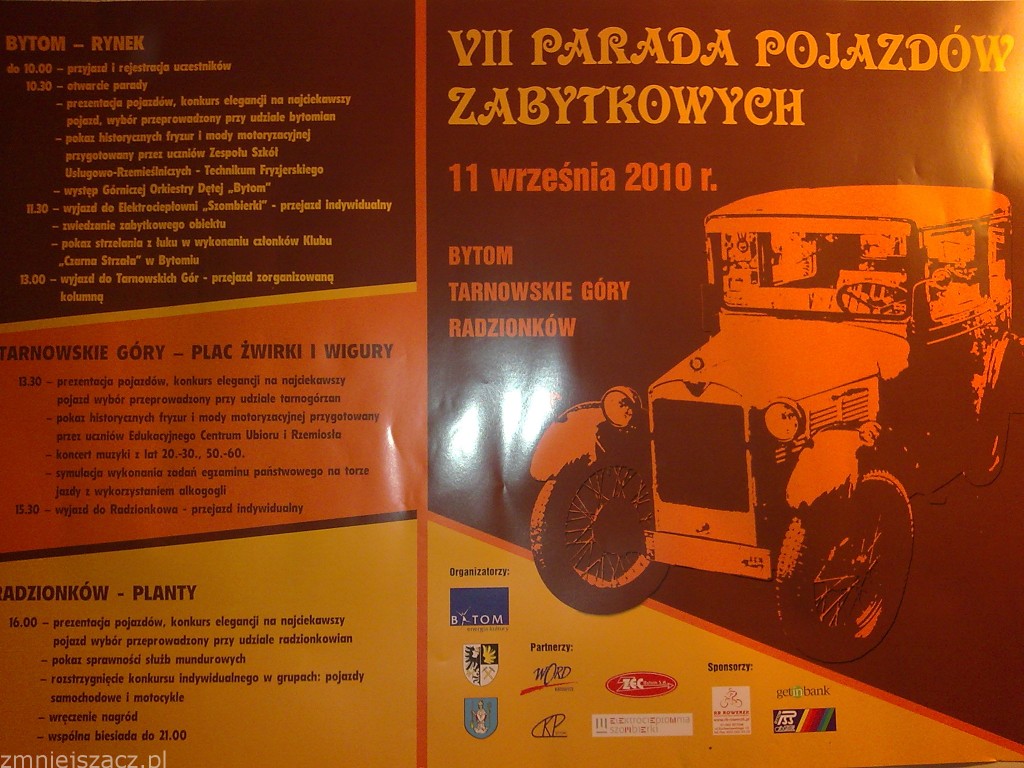 BYTOM – RYNEK
do 10.00 – przyjazd i rejestracja uczestników
10.30 – otwarcie parady
– prezentacja pojazdów, konkurs elegancji na najciekawszy
pojazd, wybór przeprowadzony przy udziale bytomian
– pokaz historycznych fryzur i mody motoryzacyjnej
przygotowany przez uczniów Zespołu Szkół
Usługowo-Rzemieślniczych - Technikum Fryzjerskiego
– występ Górniczej Orkiestry Dętej „Bytom”
11.30 – wyjazd do Elektrociepłowni „Szombierki” - przejazd indywidualny
– zwiedzanie zabytkowego obiektu
– pokaz strzelania z łuku w wykonaniu członków Klubu
„Czarna Strzała” w Bytomiu
13.00 – wyjazd do Tarnowskich Gór - przejazd zorganizowaną
kolumną
TARNOWSKIE GÓRY – PLAC ŻWIRKI I WIGURY
13.30 – prezentacja pojazdów, konkurs elegancji na najciekawszy
pojazd wybór przeprowadzony przy udziale tarnogórzan
– pokaz historycznych fryzur i mody motoryzacyjnej przygotowany
przez uczniów Edukacyjnego Centrum Ubioru i Rzemiosła
– koncert muzyki z lat 20.-30., 50.-60.
– symulacja wykonania zadań egzaminu państwowego na torze
jazdy z wykorzystaniem alkogogli
15.30 – wyjazd do Radzionkowa - przejazd indywidualny
RADZIONKÓW - PLANTY
16.00 – prezentacja pojazdów, konkurs elegancji na najciekawszy
pojazd wybór przeprowadzony przy udziale radzionkowian
– pokaz sprawności służb mundurowych
– rozstrzygnięcie konkursu indywidualnego w grupach: pojazdy
samochodowe i motocykle
– wręczenie nagród
– wspólna biesiada do 21.00
VII PARADA POJAZDÓW
ZABYTKOWYCH
11 września 2010 r.
BYTOM
TARNOWSKIE GÓRY
RADZIONKÓW
Organizatorzy:
BYTOM
energia kultury
Partnerzy:
WORD
KATOWICE
ZEC
CKP
Elektrociepłownia
szombierki
Sponsorzy:
getinbank
zmniejszacz.pl